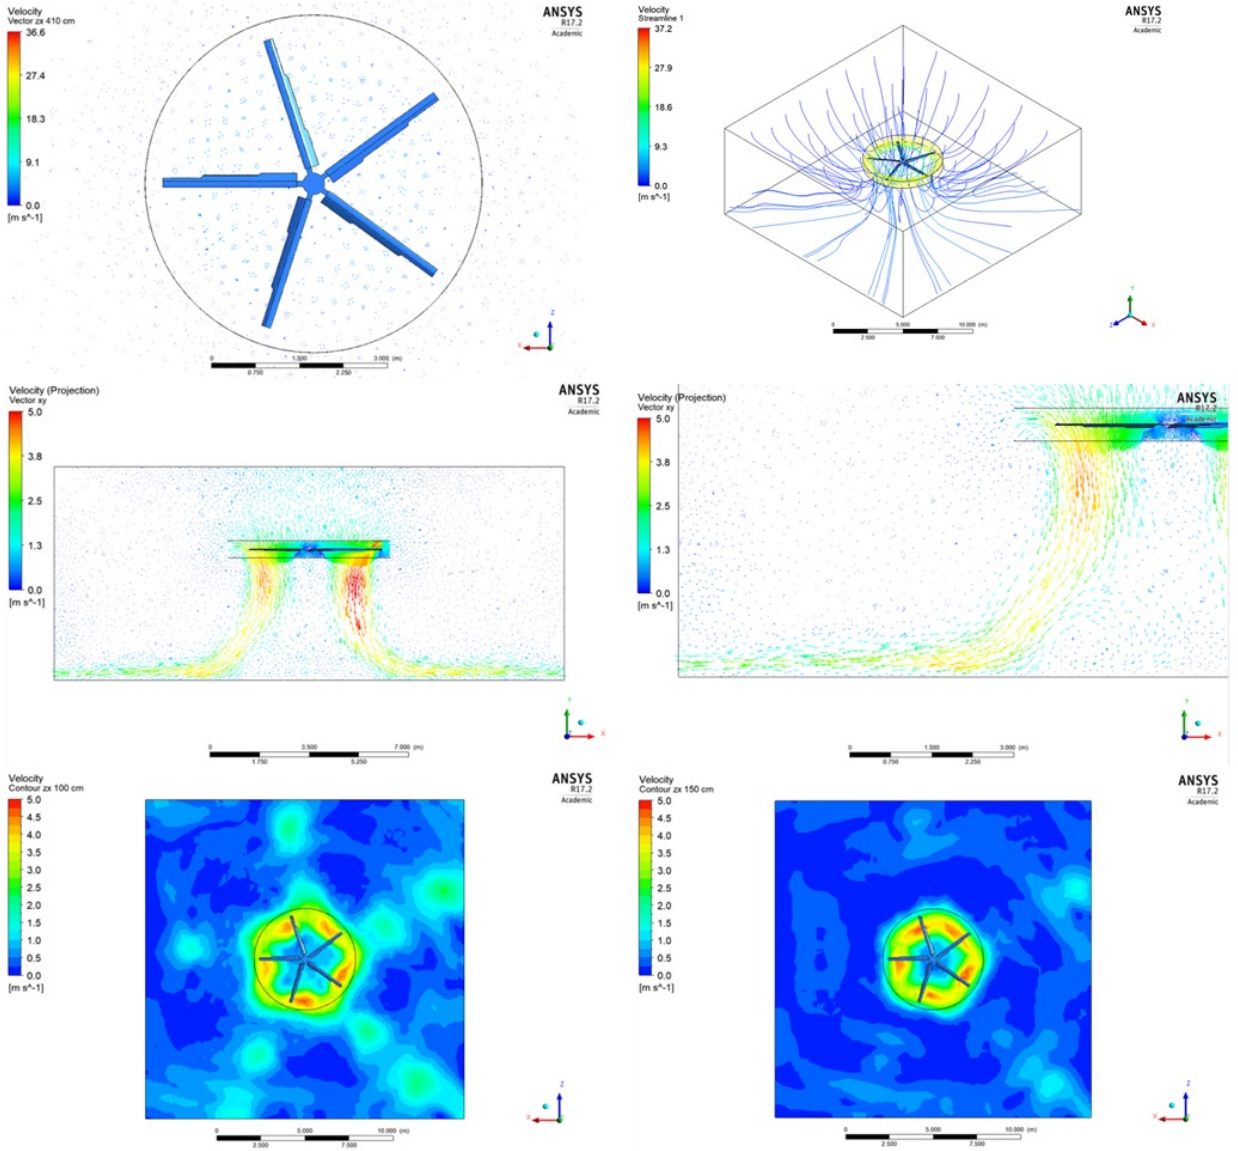 Velocity
Vector zx 410 cm
36.6
27.4
18.3
9.1
0.0
[m s^-1]
ANSYS
R17.2
Academic
Z
X
0 1.500 3.000 (m)
0.750 2.250
Velocity
Streamline 1
37.2
27.9
18.6
9.3
0.0
[m s^-1]
ANSYS
R17.2
Academic
Y
Z X
0 5.000 10.000 (m)
2.500 7.500
Velocity (Projection)
Vector xy
5.0
3.8
2.5
1.3
0.0
[m s^-1]
ANSYS
R17.2
Academic
Y
Z X
0 3.500 7.000 (m)
1.750 5.250
Velocity (Projection)
Vector xy
5.0
3.8
2.5
1.3
0.0
[m s^-1]
ANSYS
R17.2
Academic
Y
Z X
0 1.500 3.000 (m)
0.750 2.250
Velocity
Contour zx 100 cm
5.0
4.5
4.0
3.5
3.0
2.5
2.0
1.5
1.0
0.5
0.0
[m s^-1]
ANSYS
R17.2
Academic
Z
X
0 5.000 10.000 (m)
2.500 7.500
Velocity
Contour zx 150 cm
5.0
4.5
4.0
3.5
3.0
2.5
2.0
1.5
1.0
0.5
0.0
[m s^-1]
ANSYS
R17.2
Academic
Z
X
0 5.000 10.000 (m)
2.500 7.500